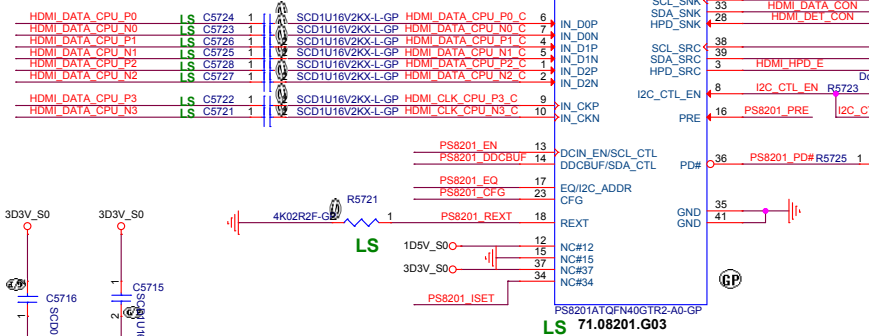 SCL_SNK
SDA_SNK 33 HDMI_DATA_CON
HPD_SNK 28 HDMI_DET_CON
HDMI_DATA_CPU_P0 LS C5724 1 SCD1U16V2KX-L-GP HDMI_DATA_CPU_P0_C 6 IN_D0P
HDMI_DATA_CPU_N0 LS C5723 1 SCD1U16V2KX-L-GP HDMI_DATA_CPU_N0_C 7 IN_D0N
HDMI_DATA_CPU_P1 LS C5726 1 SCD1U16V2KX-L-GP HDMI_DATA_CPU_P1_C 4 IN_D1P
SCL_SRC 38
HDMI_DATA_CPU_N1 LS C5725 1 SCD1U16V2KX-L-GP HDMI_DATA_CPU_N1_C 5 IN_D1N
SDA_SRC 39
HDMI_DATA_CPU_P2 LS C5728 1 SCD1U16V2KX-L-GP HDMI_DATA_CPU_P2_C 1 IN_D2P
HPD_SRC 3 HDMI_HPD_E
HDMI_DATA_CPU_N2 LS C5727 1 SCD1U16V2KX-L-GP HDMI_DATA_CPU_N2_C 2 IN_D2N
I2C_CTL_EN 8 I2C_CTL_EN R5723
HDMI_DATA_CPU_P3 LS C5722 1 2 SCD1U16V2KX-L-GP HDMI_CLK_CPU_P3_C 9 IN_CKP
HDMI_DATA_CPU_N3 LS C5721 1 2 SCD1U16V2KX-L-GP HDMI_CLK_CPU_N3_C 10 IN_CKN
PRE 16 PS8201_PRE
PS8201_EN 13 DCIN_EN/SCL_CTL
PS8201_DDCBUF 14 DDCBUF/SDA_CTL
PD# 36 PS8201_PD# R5725 1
PS8201_EQ 17 EQ/I2C_ADDR
PS8201_CFG 23 CFG
R5721
4K02R2F-GP 1 PS8201_REXT 18 REXT
GND 35
GND 41
LS
3D3V_S0 3D3V_S0
1D5V_S0 12 NC#12
15 NC#15
3D3V_S0 37 NC#37
34 NC#34
PS8201_ISET
GP
C5716 1
C5715 1 2
PS8201ATQFN40GTR2-A0-GP
LS 71.08201.G03